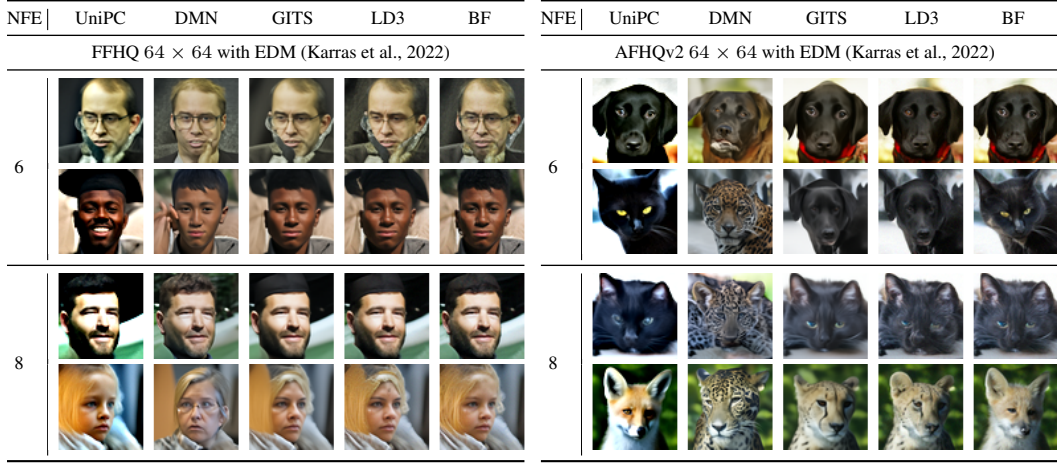 NFE UniPC DMN GITS LD3 BF
FFHQ 64 × 64 with EDM (Karras et al., 2022)
6
8
NFE UniPC DMN GITS LD3 BF
AFHQv2 64 × 64 with EDM (Karras et al., 2022)
6
8